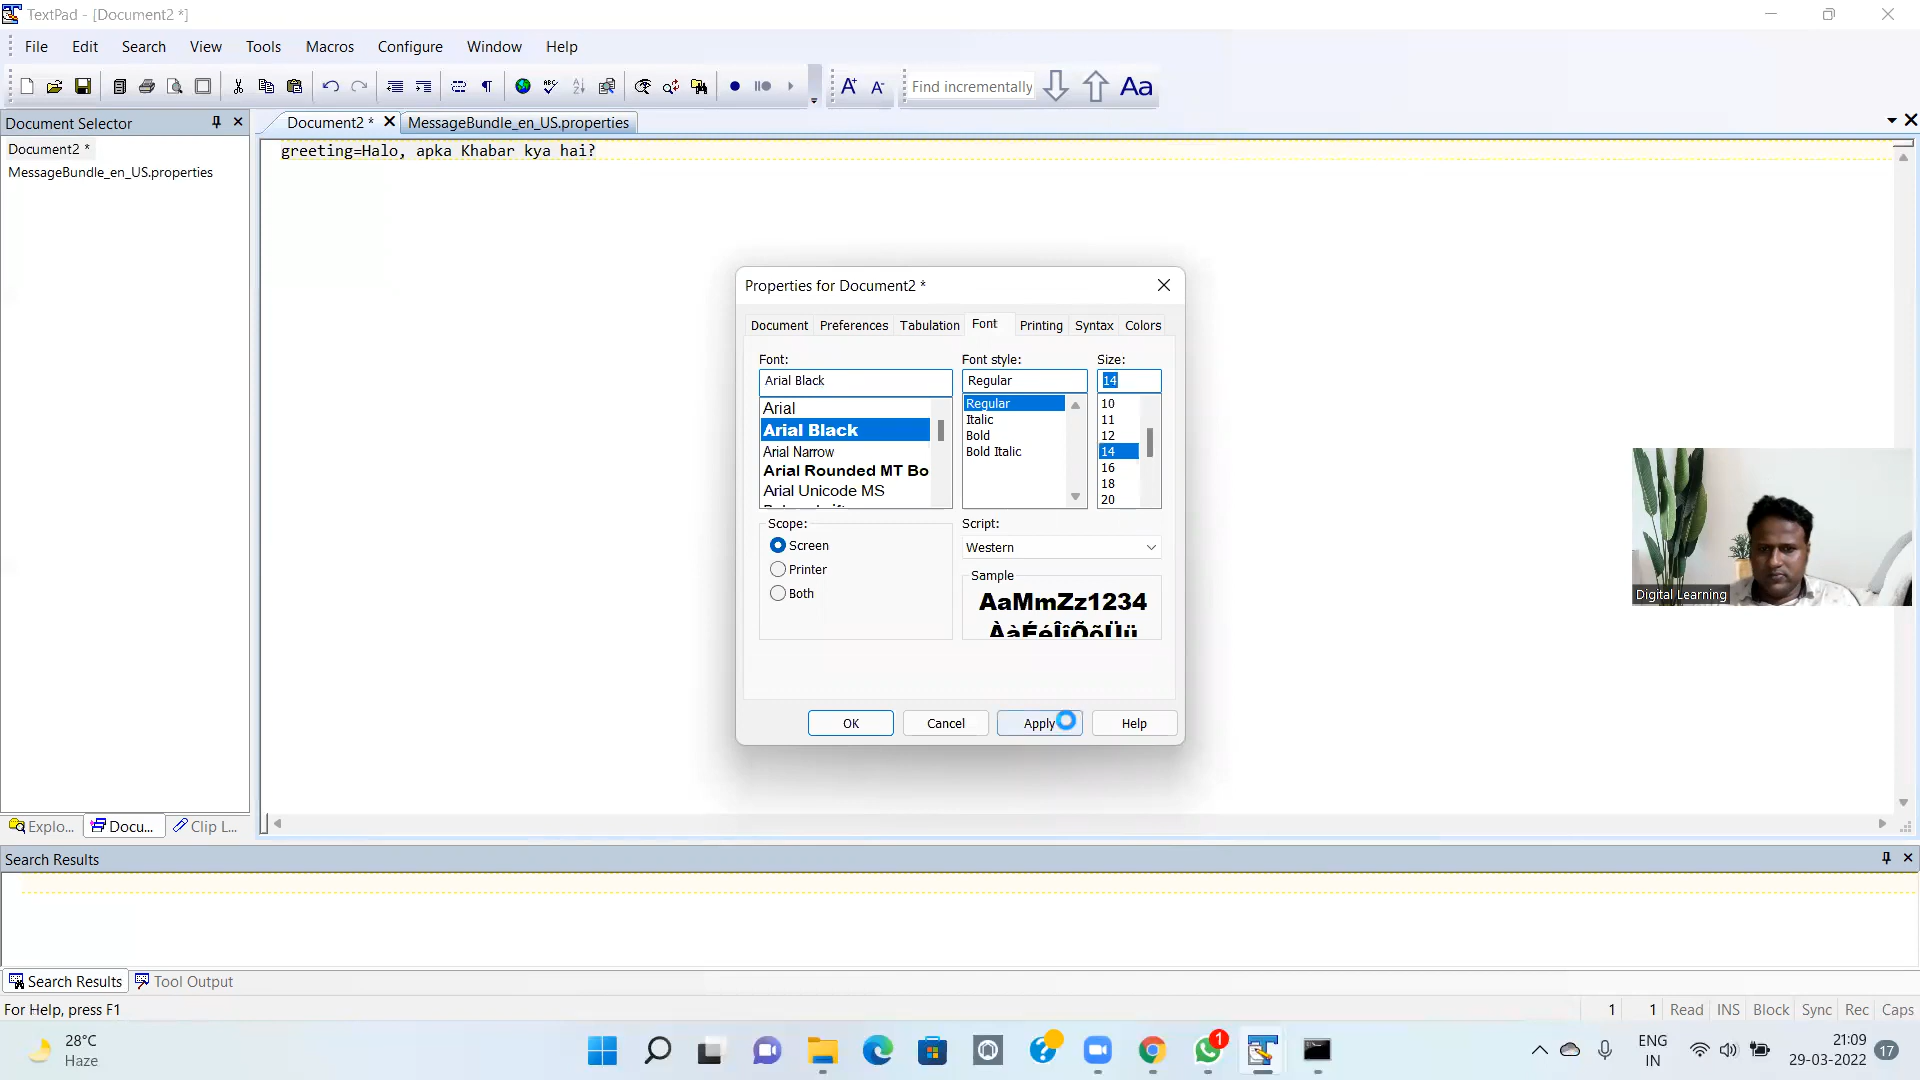 TextPad - [Document2 *]
File Edit Search View Tools Macros Configure Window Help
A+ A- Find incrementally Aa
Document Selector
Document2 *
MessageBundle_en_US.properties
Document2 * MessageBundle_en_US.properties
greeting=Halo, apka Khabar kya hai?
Properties for Document2 *
Document Preferences Tabulation Font Printing Syntax Colors
Font: Font style: Size:
Arial Black Regular 14
Arial
Arial Black
Arial Narrow
Arial Rounded MT Bo
Arial Unicode MS
Regular
Italic
Bold
Bold Italic
10
11
12
14
16
18
20
Scope:
Screen
Printer
Both
Script:
Western
Sample
AaMmZz1234
ÀàÉéÎîÕõÜü
OK Cancel Apply Help
Digital Learning
Explo... Docu... Clip L...
Search Results
Search Results Tool Output
For Help, press F1
1 1 Read INS Block Sync Rec Caps
28°C
Haze
1
ENG
IN
21:09
29-03-2022
17